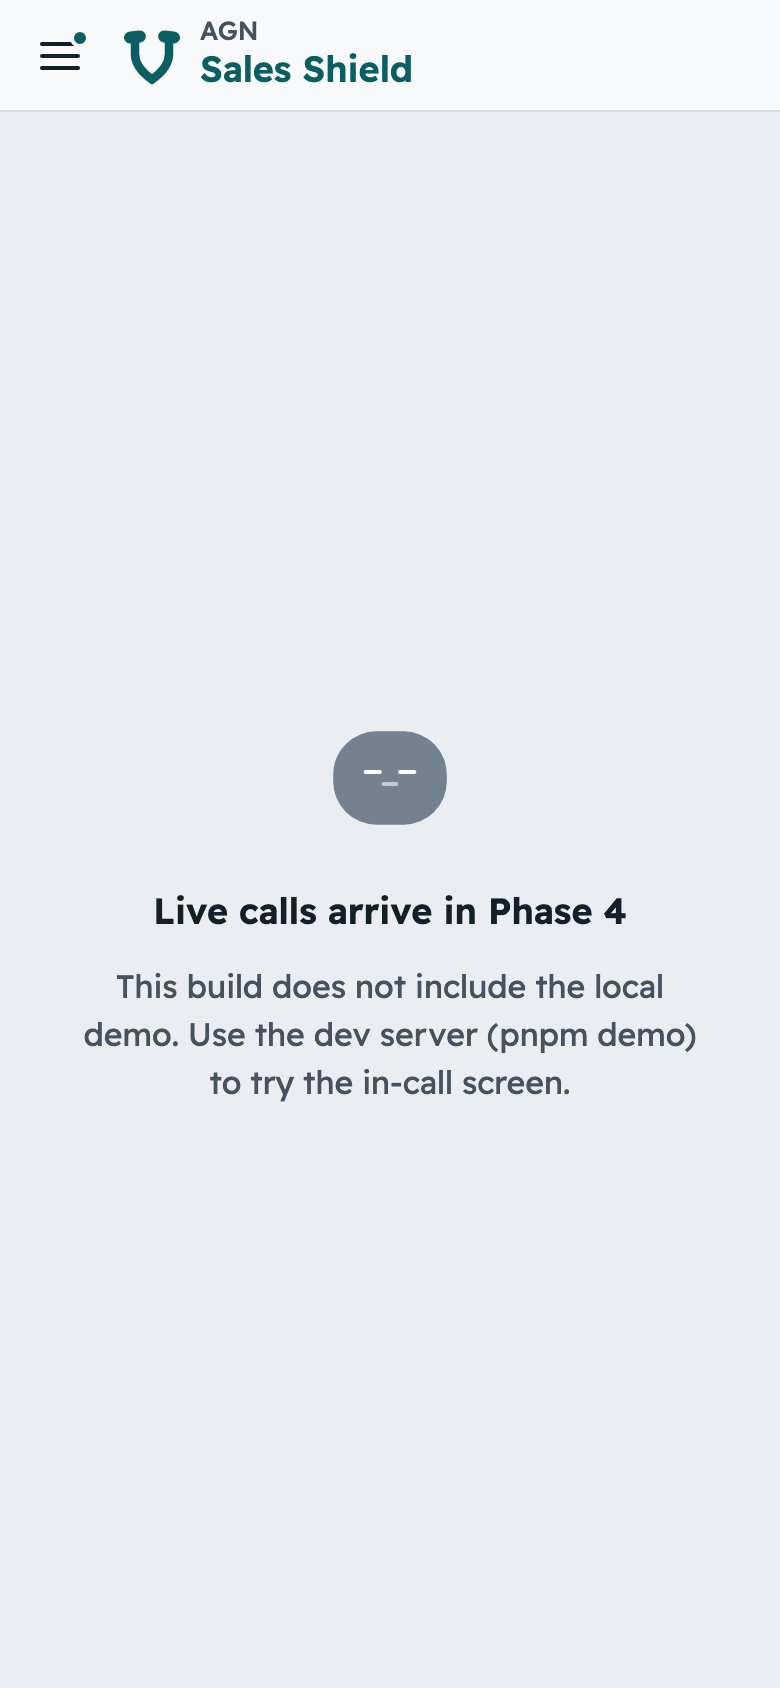 AGN
Sales Shield
Live calls arrive in Phase 4
This build does not include the local
demo. Use the dev server (pnpm demo)
to try the in-call screen.